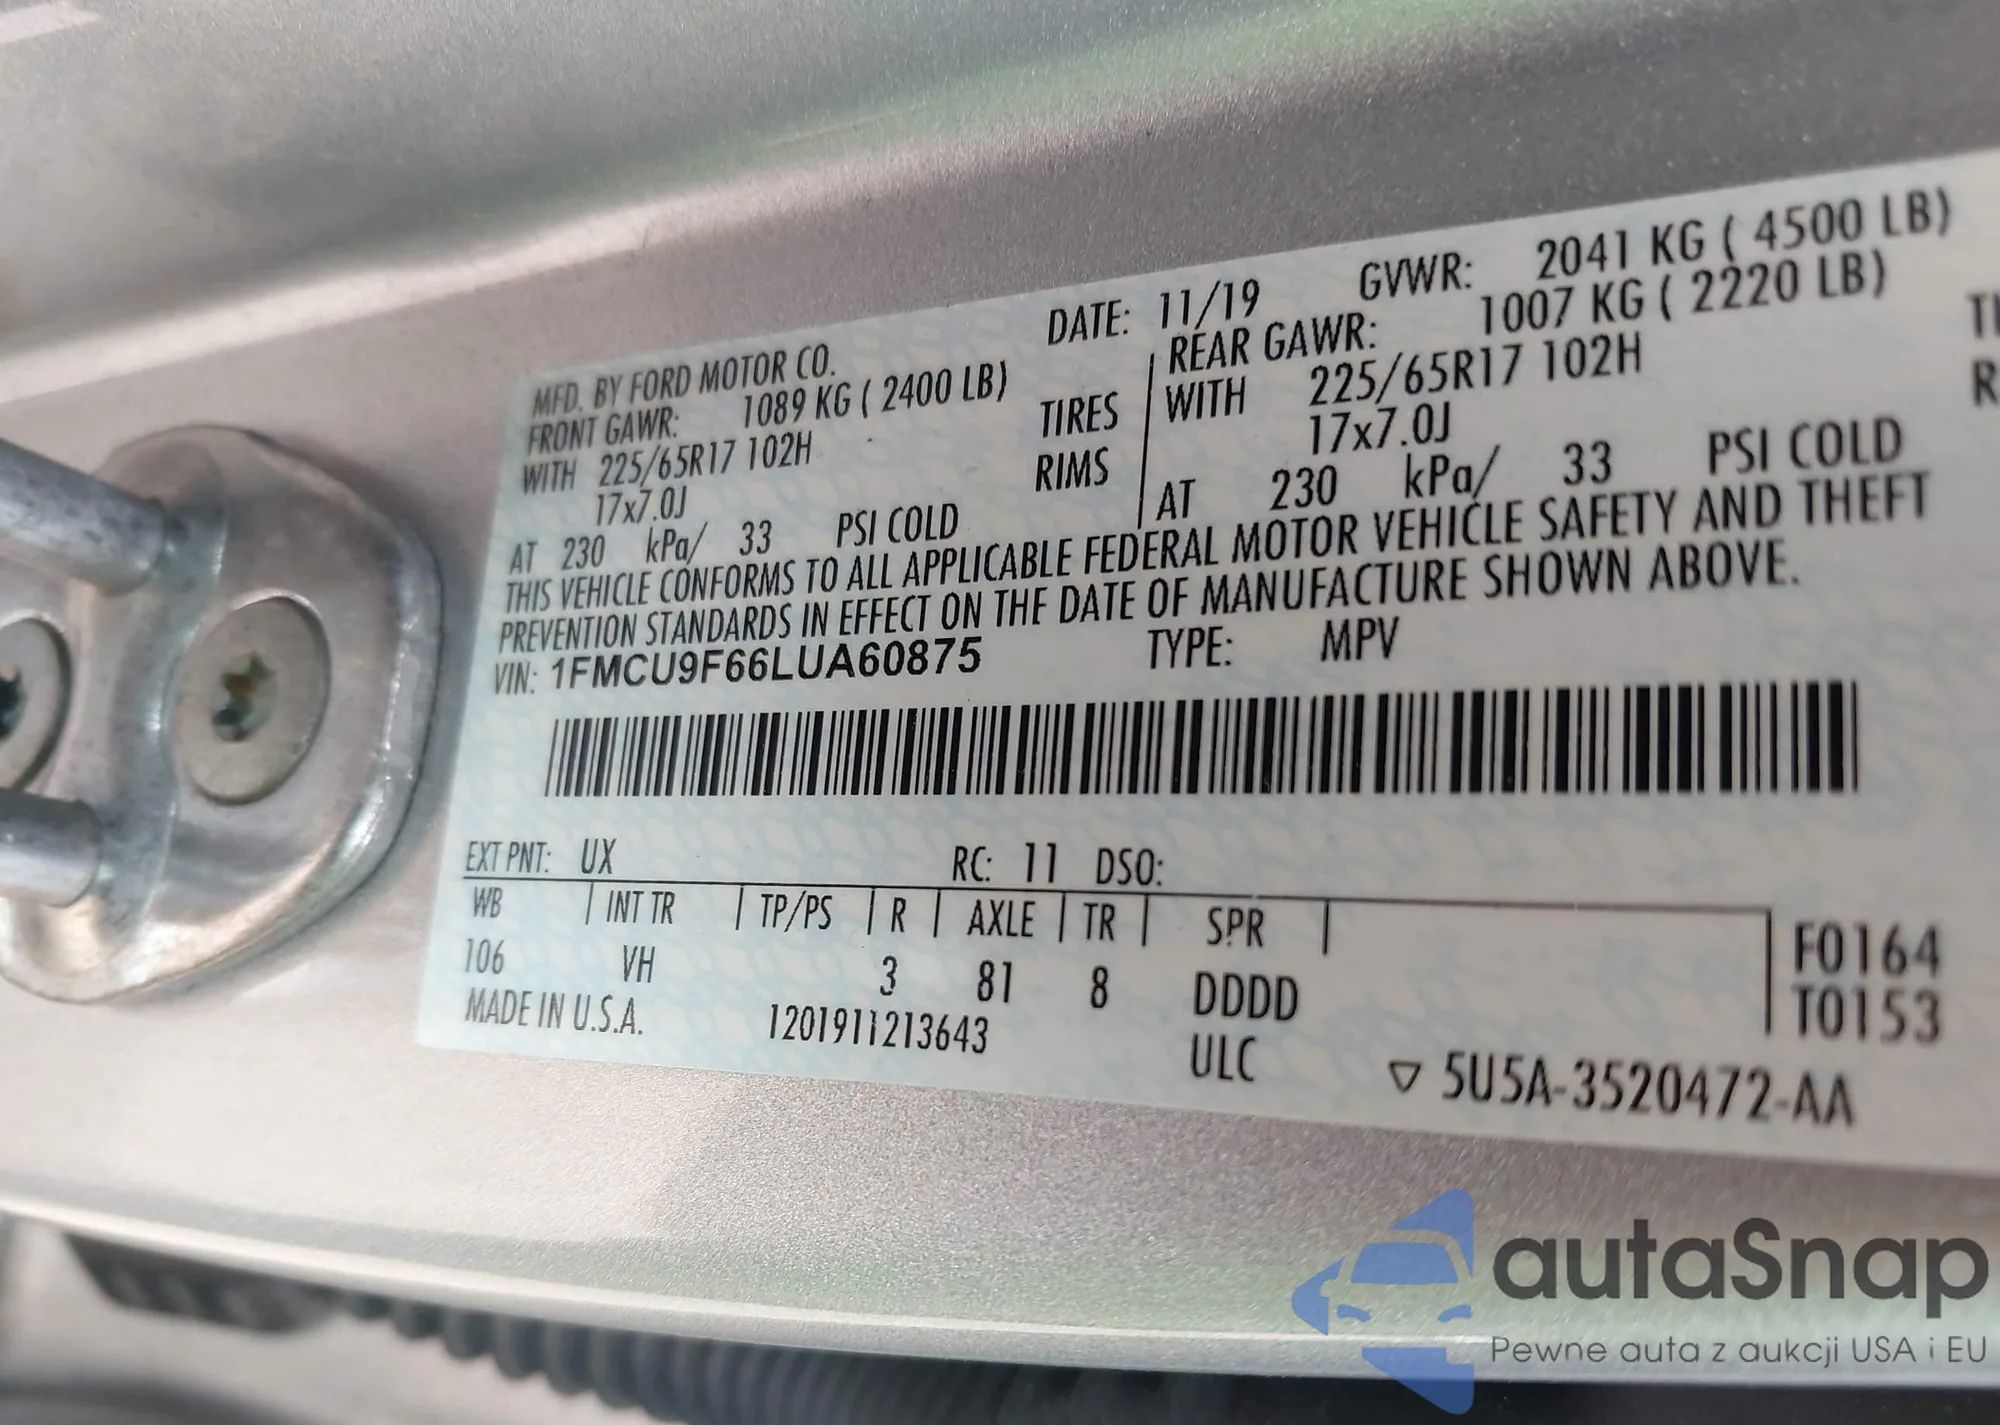 MFD. BY FORD MOTOR CO.
DATE: 11/19 GVWR: 2041 KG ( 4500 LB)
FRONT GAWR: 1089 KG ( 2400 LB) REAR GAWR: 1007 KG ( 2220 LB)
WITH 225/65R17 102H TIRES WITH 225/65R17 102H
17x7.0J RIMS 17x7.0J
AT 230 kPa/ 33 PSI COLD AT 230 kPa/ 33 PSI COLD
THIS VEHICLE CONFORMS TO ALL APPLICABLE FEDERAL MOTOR VEHICLE SAFETY AND THEFT
PREVENTION STANDARDS IN EFFECT ON THE DATE OF MANUFACTURE SHOWN ABOVE.
VIN: 1FMCU9F66LUA60875 TYPE: MPV
EXT PNT: UX RC: 11 DSO:
WB | INT TR | TP/PS | R | AXLE | TR | SPR |
106 VH 3 81 8 DDDD
F0164
T0153
MADE IN U.S.A. 1201911213643 ULC
▽ 5U5A-3520472-AA
autaSnap
Pewne auta z aukcji USA i EU